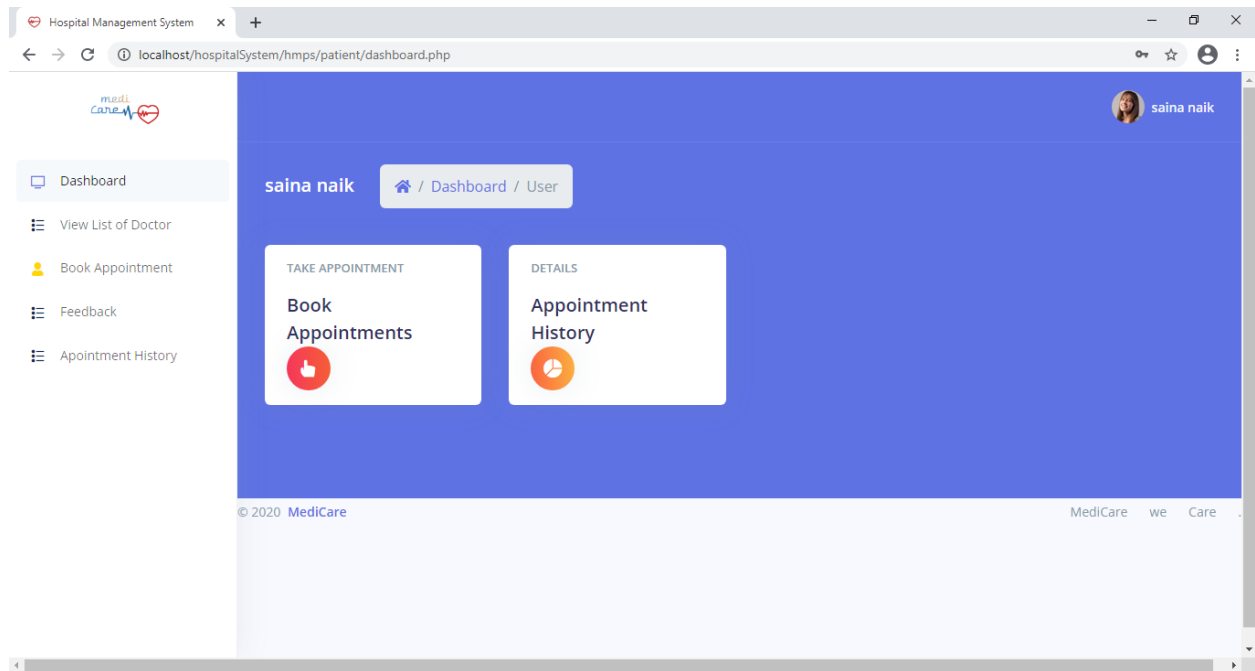 Hospital Management System
localhost/hospitalSystem/hmps/patient/dashboard.php
medi
care
saina naik
Dashboard
View List of Doctor
Book Appointment
Feedback
Apointment History
saina naik
/ Dashboard / User
TAKE APPOINTMENT
Book
Appointments
DETAILS
Appointment
History
© 2020 MediCare
MediCare we Care .